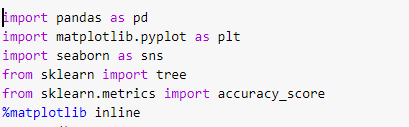 import pandas as pd
import matplotlib.pyplot as plt
import seaborn as sns
from sklearn import tree
from sklearn.metrics import accuracy_score
%matplotlib inline